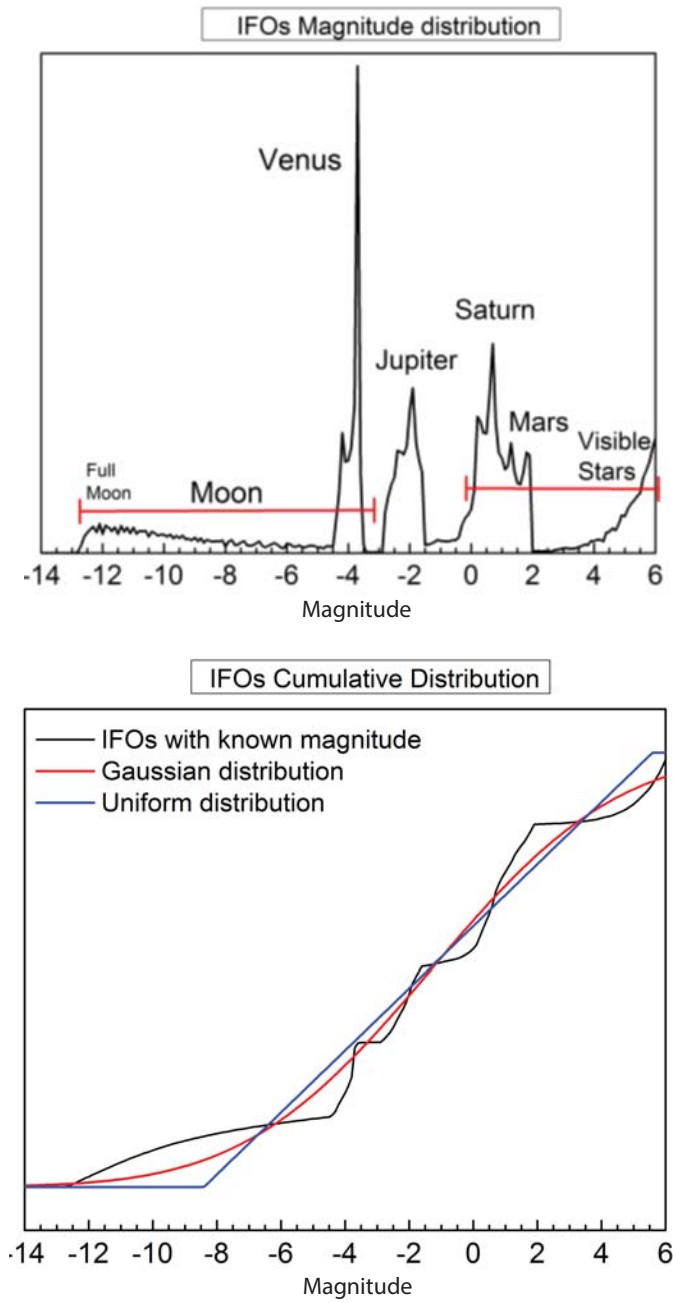 IFOs Magnitude distribution
Venus
Saturn
Jupiter
Mars
Visible
Stars
Full
Moon
Moon
-14 -12 -10 -8 -6 -4 -2 0 2 4 6
Magnitude
IFOs Cumulative Distribution
IFOs with known magnitude
Gaussian distribution
Uniform distribution
-14 -12 -10 -8 -6 -4 -2 0 2 4 6
Magnitude